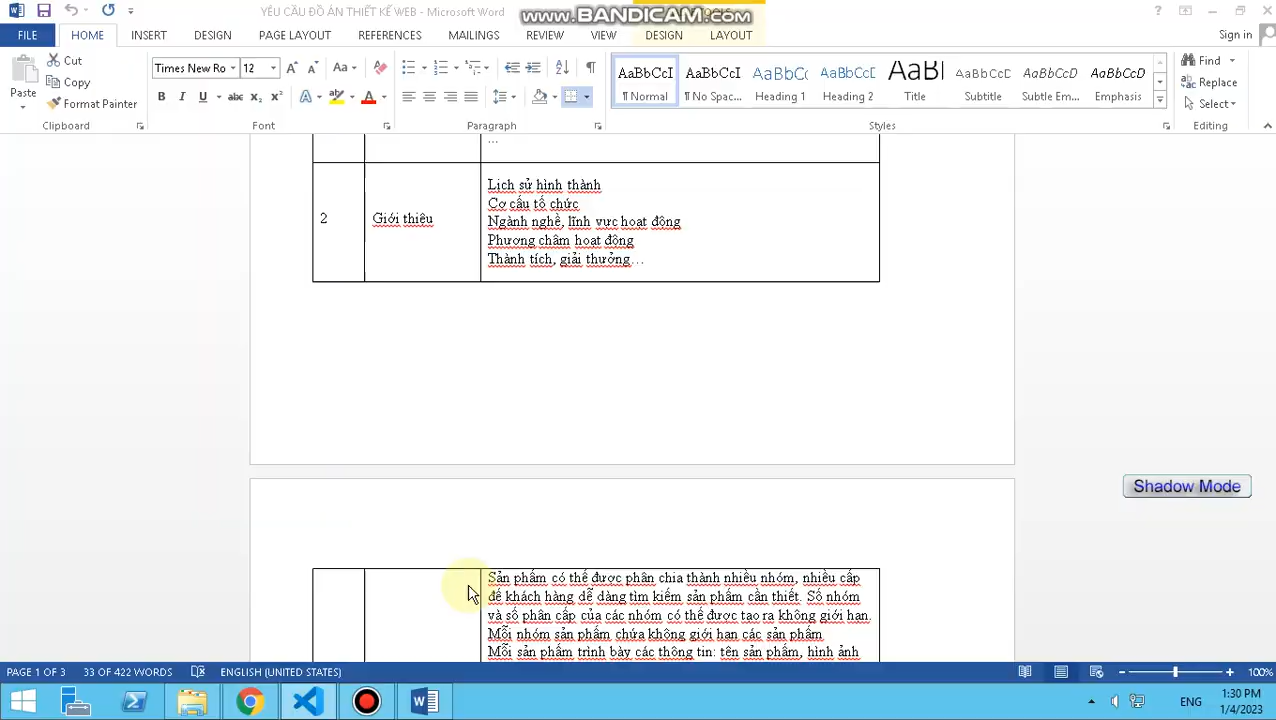 YÊU CẦU ĐỒ ÁN THIẾT KẾ WEB - Microsoft Word
www.BANDICAM.com
Sign in
FILE HOME INSERT DESIGN PAGE LAYOUT REFERENCES MAILINGS REVIEW VIEW DESIGN LAYOUT
Paste
Cut
Copy
Format Painter
Clipboard
Times New Ro 12
Font
Paragraph
AaBbCcI ¶ Normal
AaBbCcI ¶ No Spac...
AaBbCc Heading 1
AaBbCcI Heading 2
AaBl Title
AaBbCcD Subtitle
AaBbCcD Subtle Em...
AaBbCcD Emphasis
Styles
Find
Replace
Select
Editing
...
2
Giới thiệu
Lịch sử hình thành
Cơ cấu tổ chức
Ngành nghề, lĩnh vực hoạt động
Phương châm hoạt động
Thành tích, giải thưởng…
Shadow Mode
Sản phẩm có thể được phân chia thành nhiều nhóm, nhiều cấp
để khách hàng dễ dàng tìm kiếm sản phẩm cần thiết. Số nhóm
và số phân cấp của các nhóm có thể được tạo ra không giới hạn.
Mỗi nhóm sản phẩm chứa không giới hạn các sản phẩm
Mỗi sản phẩm trình bày các thông tin: tên sản phẩm, hình ảnh
PAGE 1 OF 3 33 OF 422 WORDS ENGLISH (UNITED STATES) 100%
ENG
1:30 PM
1/4/2023